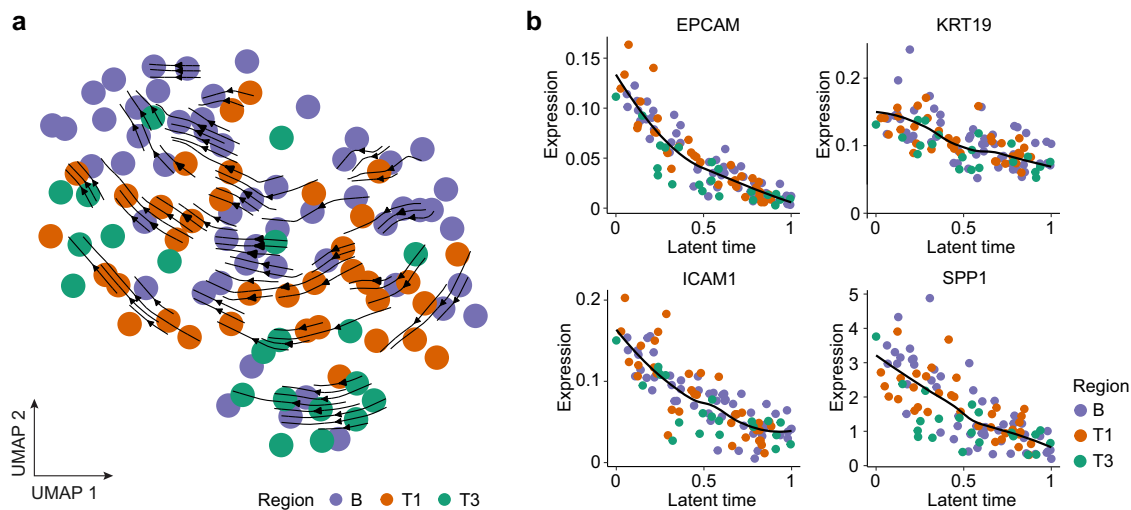 a
UMAP 2
UMAP 1
Region B T1 T3
b
EPCAM
Expression
0.15
0.10
0.05
0
0 0.5 1
Latent time
KRT19
Expression
0.2
0.1
0
0 0.5 1
Latent time
ICAM1
Expression
0.2
0.1
0
0 0.5 1
Latent time
SPP1
Expression
5
4
3
2
1
0
0 0.5 1
Latent time
Region
B
T1
T3